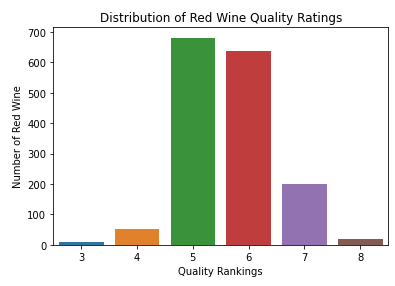 Distribution of Red Wine Quality Ratings
Number of Red Wine
700
600
500
400
300
200
100
0
3 4 5 6 7 8
Quality Rankings